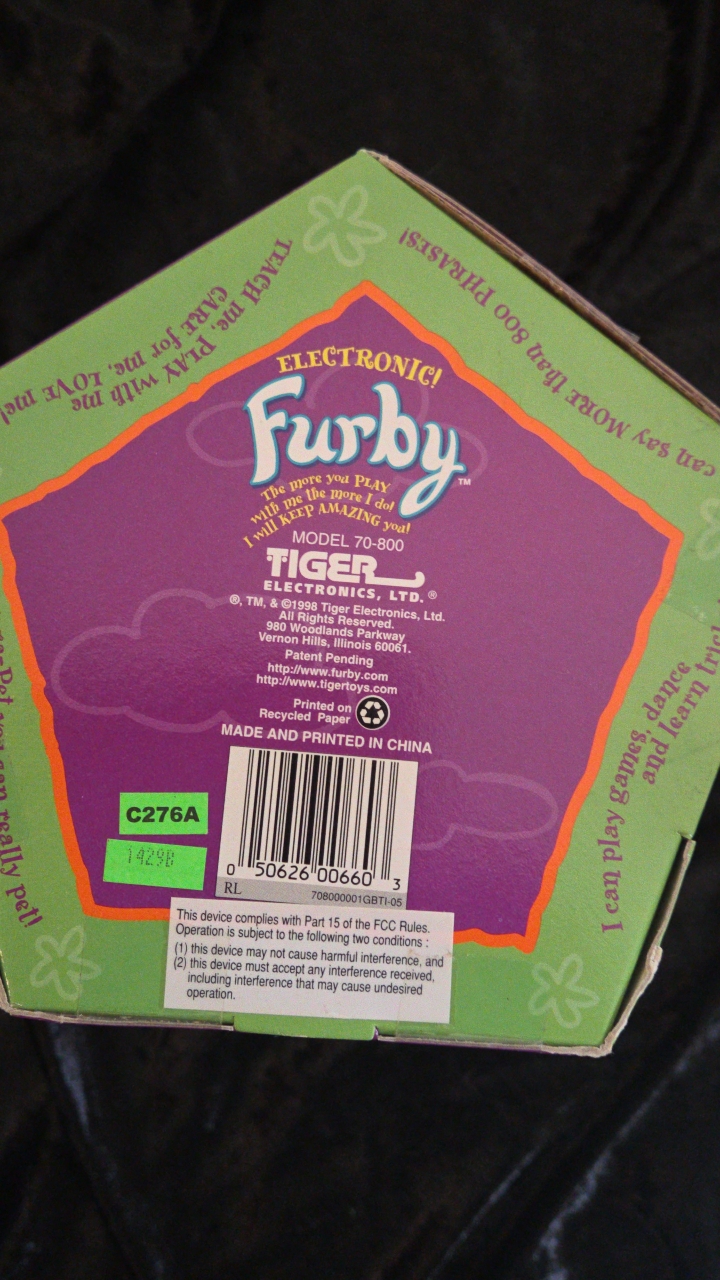 TEACH me, PLAY with me
CARE for me, LOVE me!
can say MORE than 800 PHRASES!
ELECTRONIC!
Furby™
The more you PLAY
with me the more I do!
I will KEEP AMAZING you!
MODEL 70-800
TIGER
ELECTRONICS, LTD.®
®, TM, & ©1998 Tiger Electronics, Ltd.
All Rights Reserved.
980 Woodlands Parkway
Vernon Hills, Illinois 60061.
Patent Pending
http://www.furby.com
http://www.tigertoys.com
Printed on
Recycled Paper
MADE AND PRINTED IN CHINA
I can play games, dance
and learn
you can really pet!
C276A
1429B
0 50626 00660 3
RL
708000001GBTI-05
This device complies with Part 15 of the FCC Rules.
Operation is subject to the following two conditions :
(1) this device may not cause harmful interference, and
(2) this device must accept any interference received,
including interference that may cause undesired
operation.